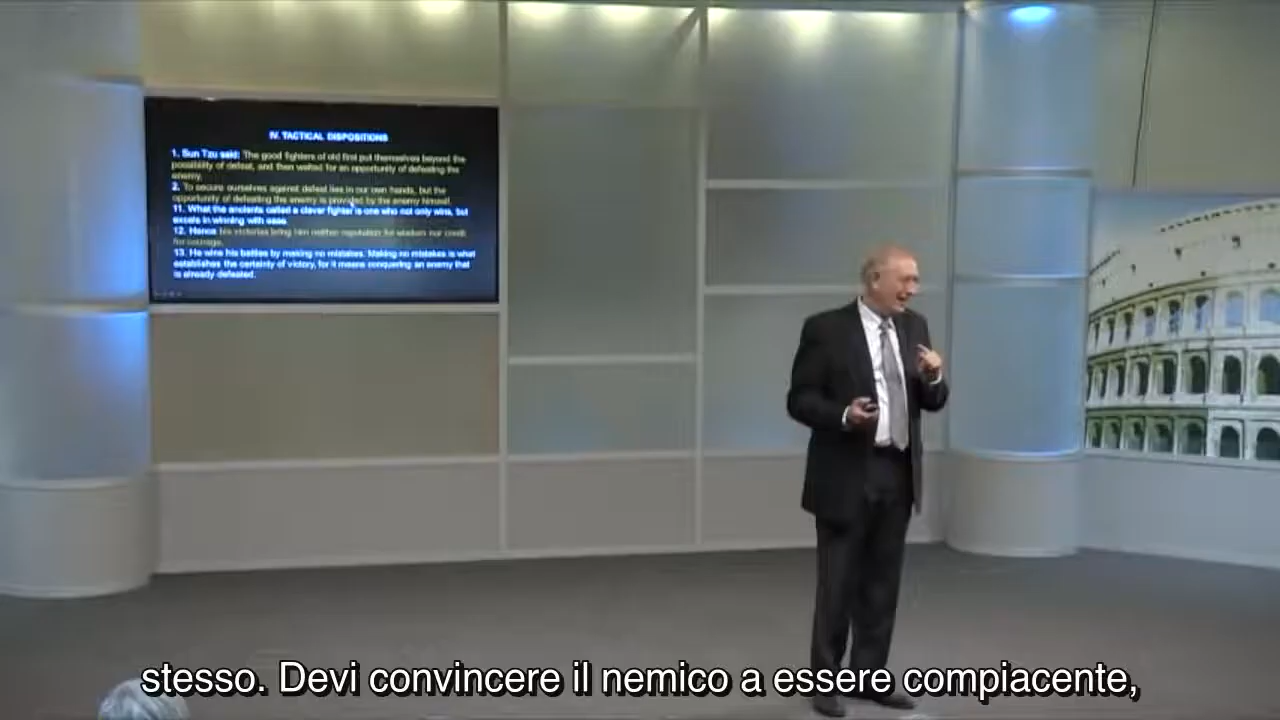 IV. TACTICAL DISPOSITIONS
1. Sun Tzu said: The good fighters of old first put themselves beyond the
possibility of defeat, and then waited for an opportunity of defeating the
enemy.
2. To secure ourselves against defeat lies in our own hands, but the
opportunity of defeating the enemy is provided by the enemy himself.
11. What the ancients called a clever fighter is one who not only wins, but
excels in winning with ease.
12. Hence his victories bring him neither reputation for wisdom nor credit
for courage.
13. He wins his battles by making no mistakes. Making no mistakes is what
establishes the certainty of victory, for it means conquering an enemy that
is already defeated.
stesso. Devi convincere il nemico a essere compiacente,